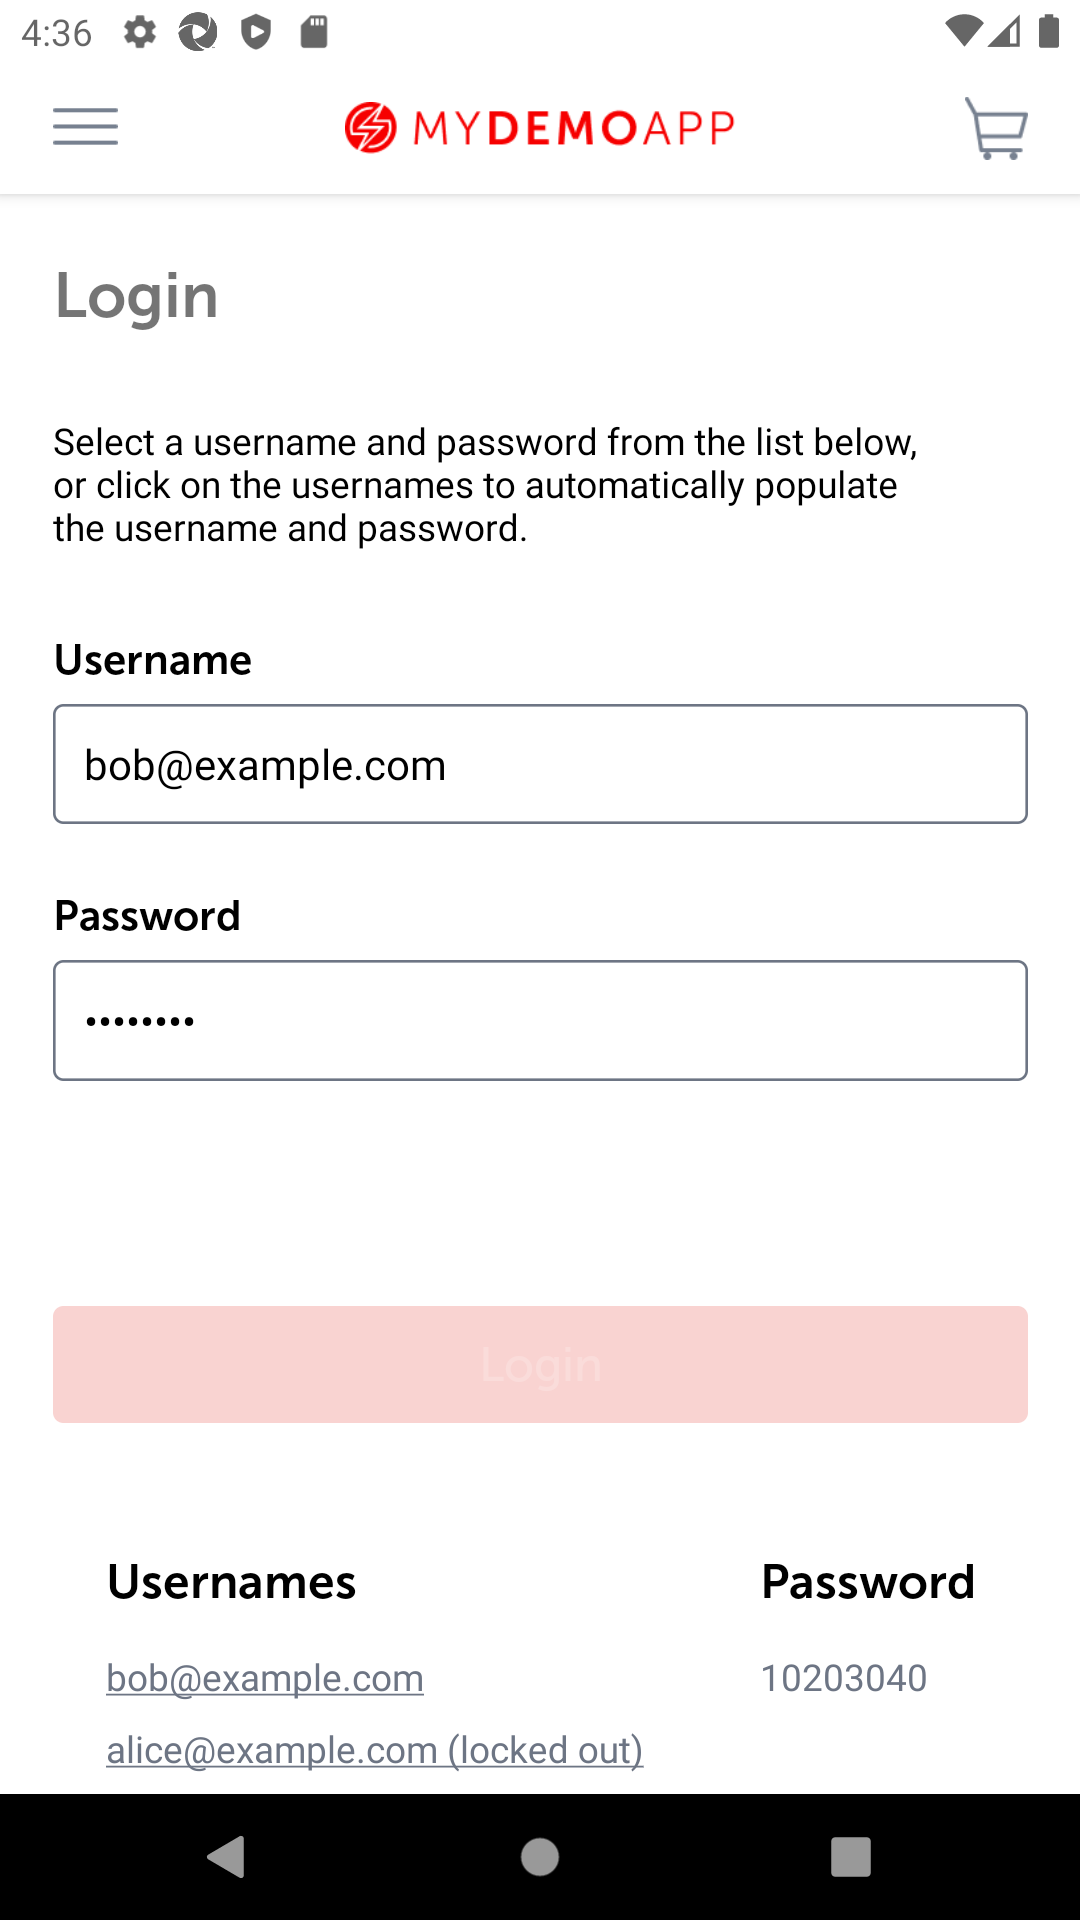 4:36
MYDEMOAPP
Login
Select a username and password from the list below,
or click on the usernames to automatically populate
the username and password.
Username
bob@example.com
Password
••••••••
Login
Usernames Password
bob@example.com 10203040
alice@example.com (locked out)